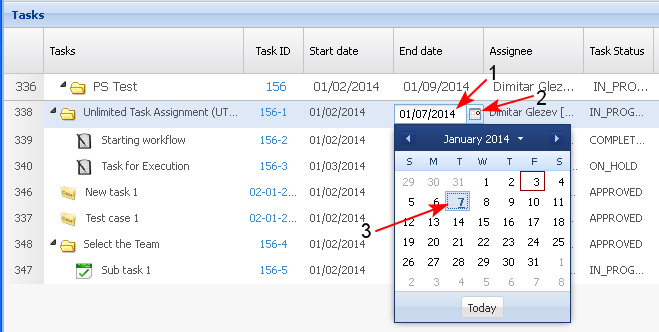 Tasks
Tasks Task ID Start date End date Assignee Task Status
1
336 PS Test 156 01/02/2014 01/09/2014 Dimitar Glez... IN_PRO...
2
338 Unlimited Task Assignment (UT... 156-1 01/02/2014 01/07/2014 Dimitar Glezev [... IN_PROG...
339 Starting workflow 156-2 01/02/2014 COMPLET...
340 Task for Execution 156-3 01/03/2014 ON_HOLD
346 New task 1 02-01-2... 01/02/2014 APPROVED
337 Test case 1 02-01-2... 01/02/2014 APPROVED
348 Select the Team 156-4 01/02/2014 APPROVED
347 Sub task 1 156-5 01/02/2014 IN_PROG...
January 2014
S M T W T F S
29 30 31 1 2 3 4
5 6 7 8 9 10 11
3
12 13 14 15 16 17 18
19 20 21 22 23 24 25
26 27 28 29 30 31 1
2 3 4 5 6 7 8
Today